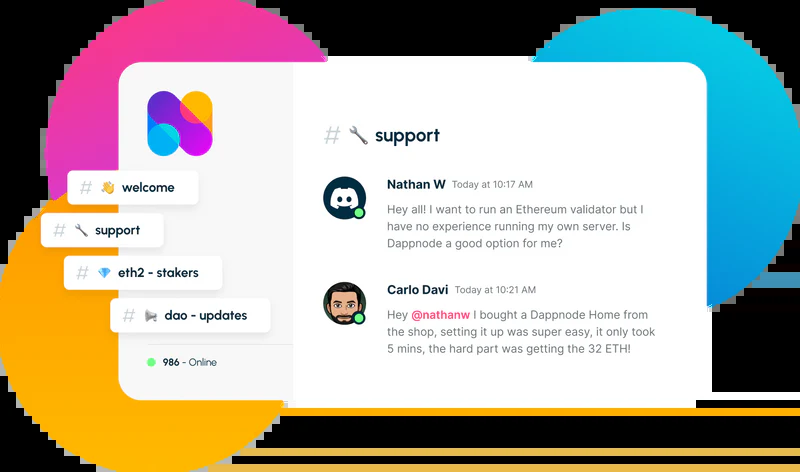 # 👋 welcome
# 🔧 support
# 💎 eth2 - stakers
# 📢 dao - updates
986 - Online
# 🔧 support
Nathan W Today at 10:17 AM
Hey all! I want to run an Ethereum validator but I
have no experience running my own server. Is
Dappnode a good option for me?
Carlo Davi Today at 10:21 AM
Hey @nathanw I bought a Dappnode Home from
the shop, setting it up was super easy, it only took
5 mins, the hard part was getting the 32 ETH!